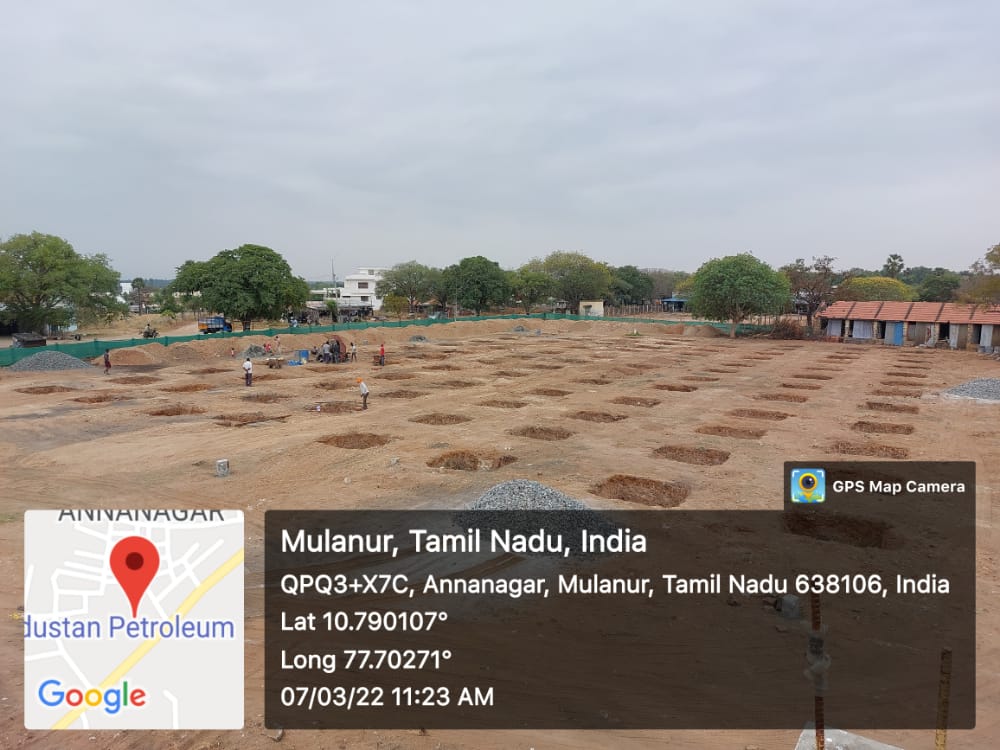 GPS Map Camera
ANNANAGAR
dustan Petroleum
Google
Mulanur, Tamil Nadu, India
QPQ3+X7C, Annanagar, Mulanur, Tamil Nadu 638106, India
Lat 10.790107°
Long 77.70271°
07/03/22 11:23 AM